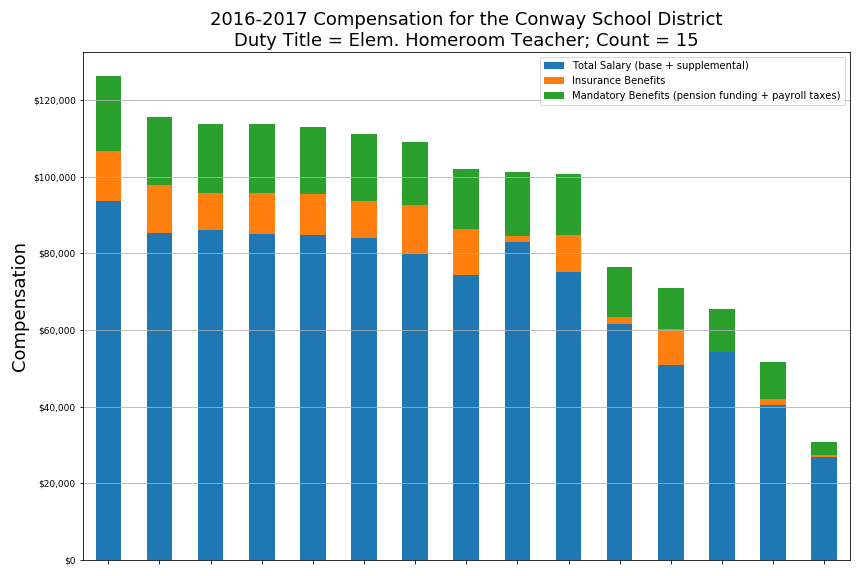 2016-2017 Compensation for the Conway School District
Duty Title = Elem. Homeroom Teacher; Count = 15
Total Salary (base + supplemental)
Insurance Benefits
Mandatory Benefits (pension funding + payroll taxes)
Compensation
$120,000
$100,000
$80,000
$60,000
$40,000
$20,000
$0